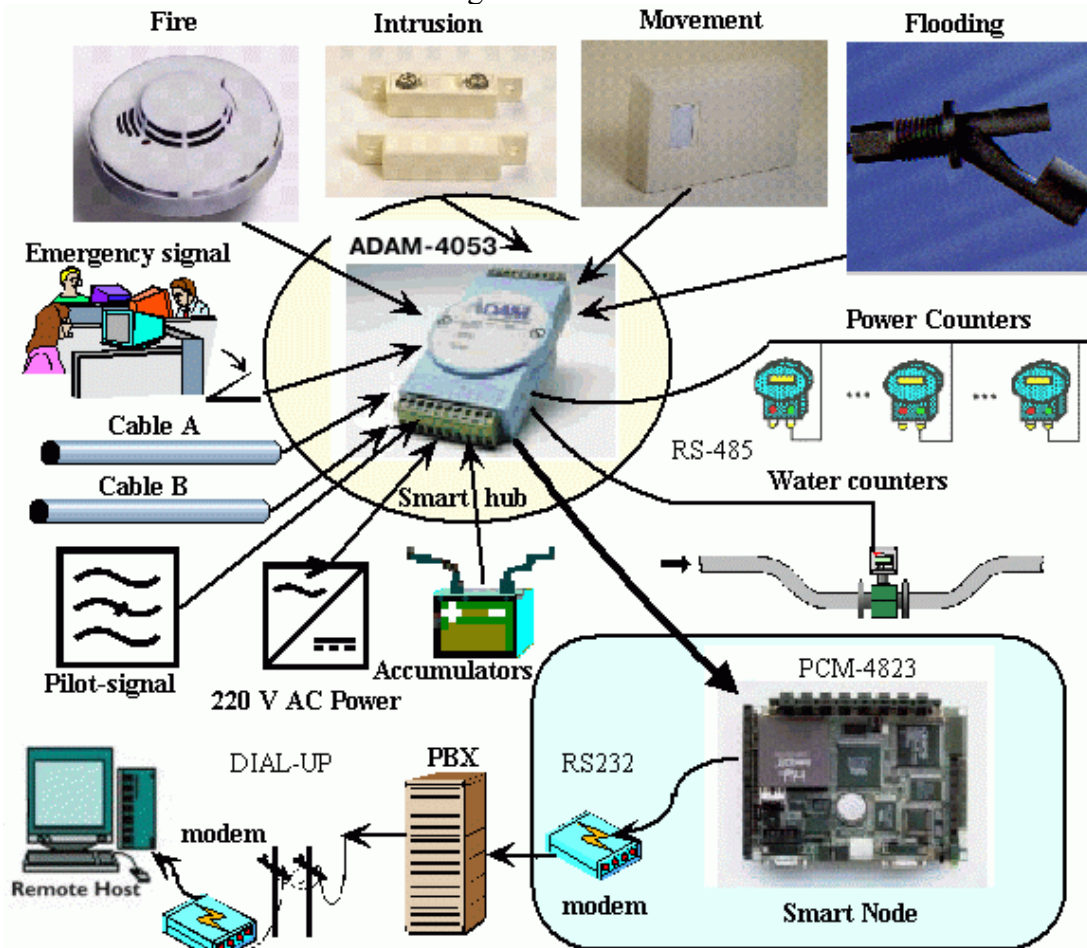 Fire
Intrusion
Movement
Flooding
ADAM-4053
Emergency signal
ADAM
Power Counters
Cable A
RS-485
Cable B
Water counters
Smart hub
Pilot-signal
220 V AC Power
Accumulators
PCM-4823
DIAL-UP
PBX
RS232
modem
Remote Host
modem
Smart Node